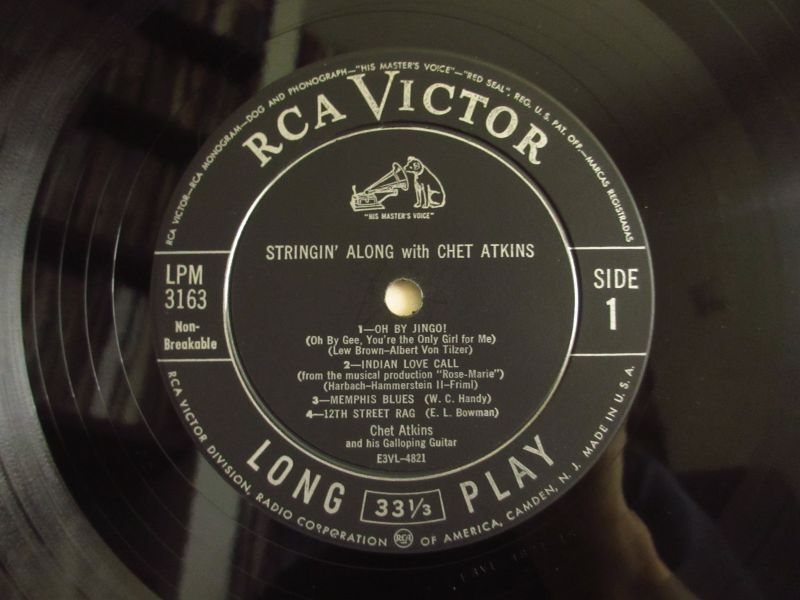 RCA VICTOR—RCA MONOGRAM—DOG AND PHONOGRAPH—"HIS MASTER'S VOICE"—"RED SEAL", REG. U. S. PAT. OFF.—MARCAS REGISTRADAS
RCA VICTOR
"HIS MASTER'S VOICE"
STRINGIN' ALONG with CHET ATKINS
LPM
3163
Non-
Breakable
SIDE
1
1—OH BY JINGO!
(Oh By Gee, You're the Only Girl for Me)
(Lew Brown–Albert Von Tilzer)
2—INDIAN LOVE CALL
(from the musical production "Rose-Marie")
(Harbach–Hammerstein II–Friml)
3—MEMPHIS BLUES (W. C. Handy)
4—12TH STREET RAG (E. L. Bowman)
Chet Atkins
and his Galloping Guitar
E3VL–4821
LONG 33 1/3 PLAY
RCA VICTOR DIVISION, RADIO CORPORATION RCA OF AMERICA, CAMDEN, N. J. MADE IN U.S.A.